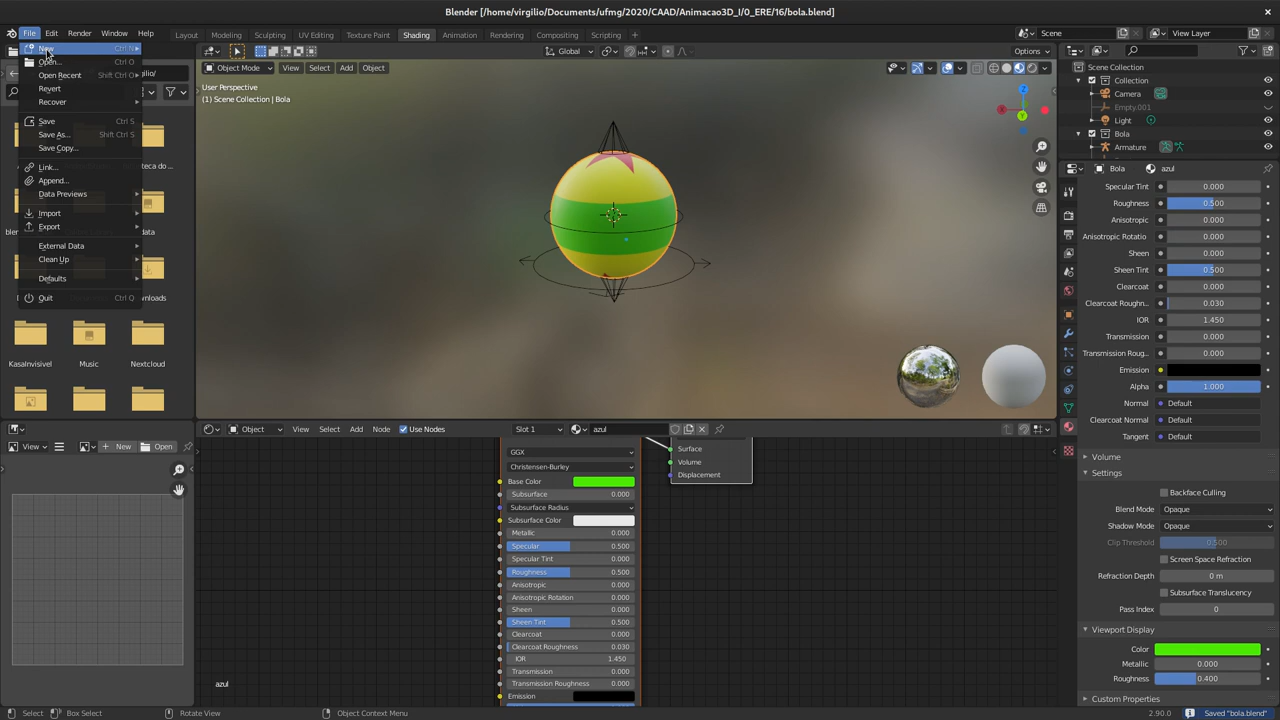 Blender [/home/virgilio/Documents/ufmg/2020/CAAD/Animacao3D_I/0_ERE/16/bola.blend]
File Edit Render Window Help Layout Modeling Sculpting UV Editing Texture Paint Shading Animation Rendering Compositing Scripting Scene View Layer
New Ctrl N
Open... Ctrl O
Open Recent Shift Ctrl O
Revert
Recover
Save Ctrl S
Save As... Shift Ctrl S
Save Copy...
Link...
Append...
Data Previews
Import
Export
External Data
Clean Up
Defaults
Quit Ctrl Q
KasaInvisivel Music Nextcloud
Global Options
Object Mode View Select Add Object
User Perspective
(1) Scene Collection | Bola
Scene Collection
Collection
Camera
Empty.001
Light
Bola
Armature
Bola azul
Specular Tint 0.000
Roughness 0.500
Anisotropic 0.000
Anisotropic Rotatio 0.000
Sheen 0.000
Sheen Tint 0.500
Clearcoat 0.000
Clearcoat Roughn... 0.030
IOR 1.450
Transmission 0.000
Transmission Roug... 0.000
Emission
Alpha 1.000
Normal Default
Clearcoat Normal Default
Tangent Default
Volume
Settings
Backface Culling
Blend Mode Opaque
Shadow Mode Opaque
Clip Threshold 0.500
Screen Space Refraction
Refraction Depth 0 m
Subsurface Translucency
Pass Index 0
Viewport Display
Color
Metallic 0.000
Roughness 0.400
Custom Properties
View New Open
Object View Select Add Node Use Nodes Slot 1 azul
Surface
Volume
Displacement
GGX
Christensen-Burley
Base Color
Subsurface 0.000
Subsurface Radius
Subsurface Color
Metallic 0.000
Specular 0.500
Specular Tint 0.000
Roughness 0.500
Anisotropic 0.000
Anisotropic Rotation 0.000
Sheen 0.000
Sheen Tint 0.500
Clearcoat 0.000
Clearcoat Roughness 0.030
IOR 1.450
Transmission 0.000
Transmission Roughness 0.000
Emission
azul
Select Box Select Rotate View Object Context Menu 2.90.0 Saved "bola.blend"